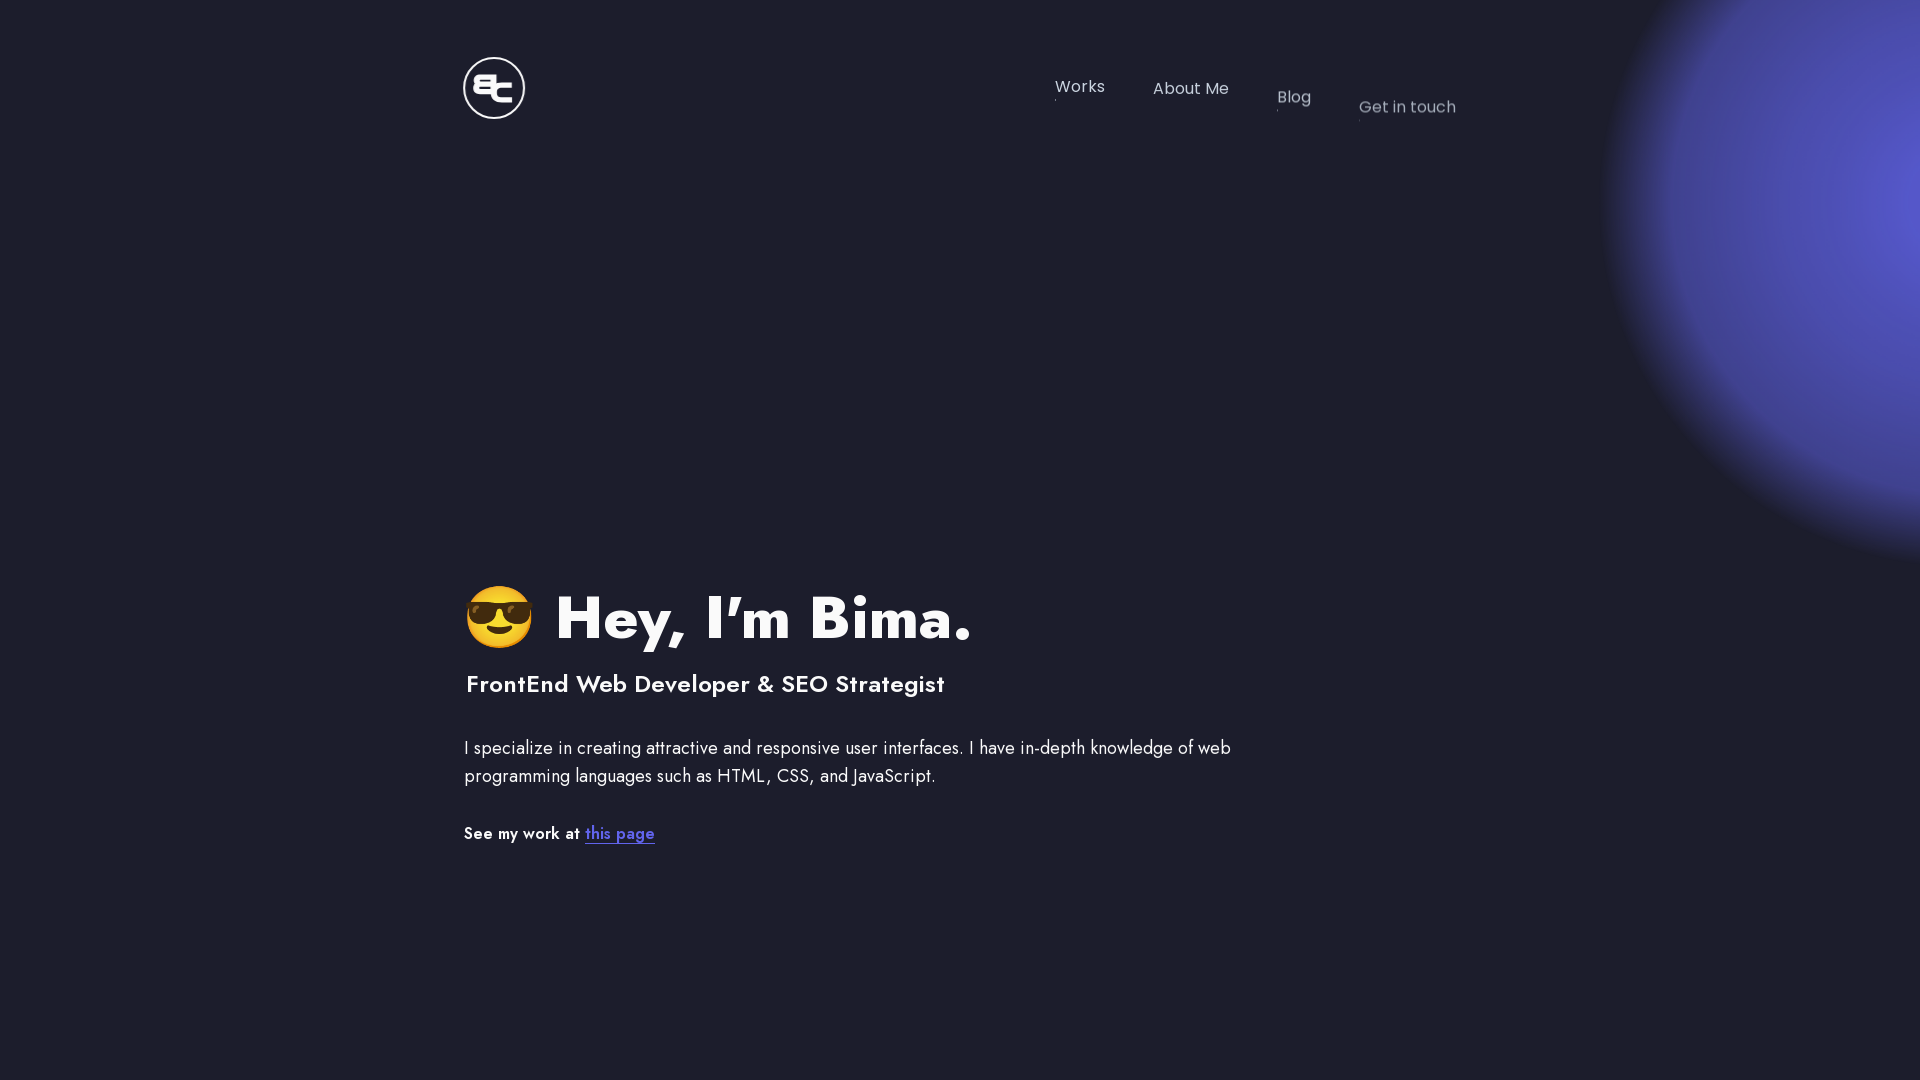 BC
Works
About Me
Blog
Get in touch
😎 Hey, I'm Bima.
FrontEnd Web Developer & SEO Strategist
I specialize in creating attractive and responsive user interfaces. I have in-depth knowledge of web
programming languages such as HTML, CSS, and JavaScript.
See my work at this page